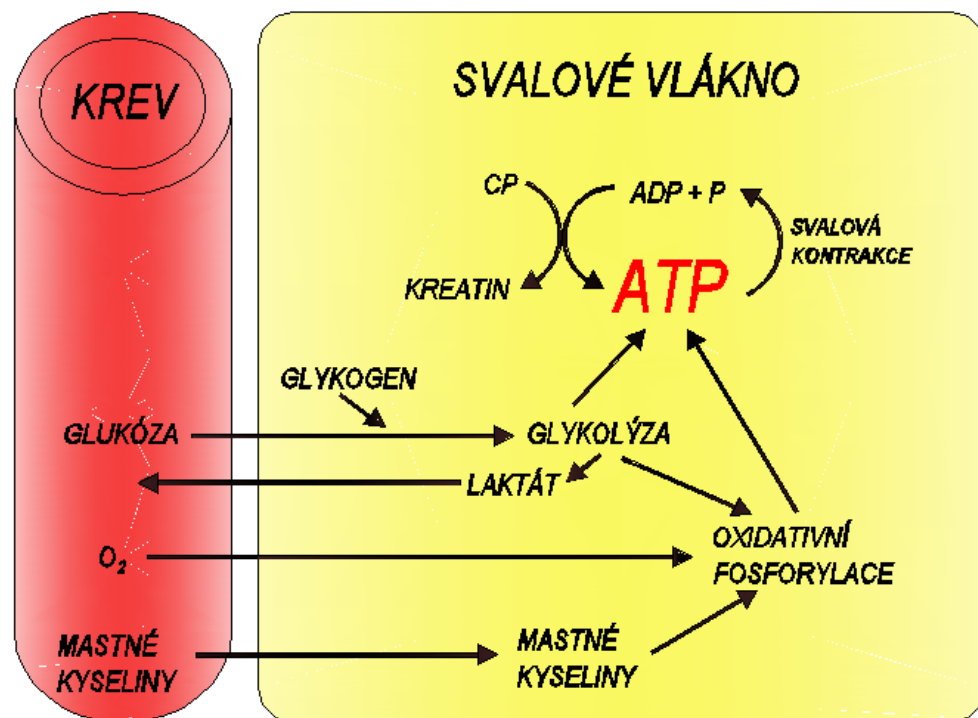 KREV
SVALOVÉ VLÁKNO
CP
ADP + P
SVALOVÁ
KONTRAKCE
KREATIN
ATP
GLYKOGEN
GLUKÓZA
GLYKOLÝZA
LAKTÁT
O₂
OXIDATIVNÍ
FOSFORYLACE
MASTNÉ
KYSELINY
MASTNÉ
KYSELINY